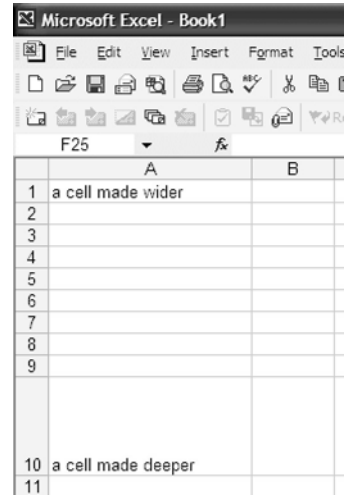 Microsoft Excel - Book1
File Edit View Insert Format Tools
F25 fx
A B
1 a cell made wider
2
3
4
5
6
7
8
9
10 a cell made deeper
11